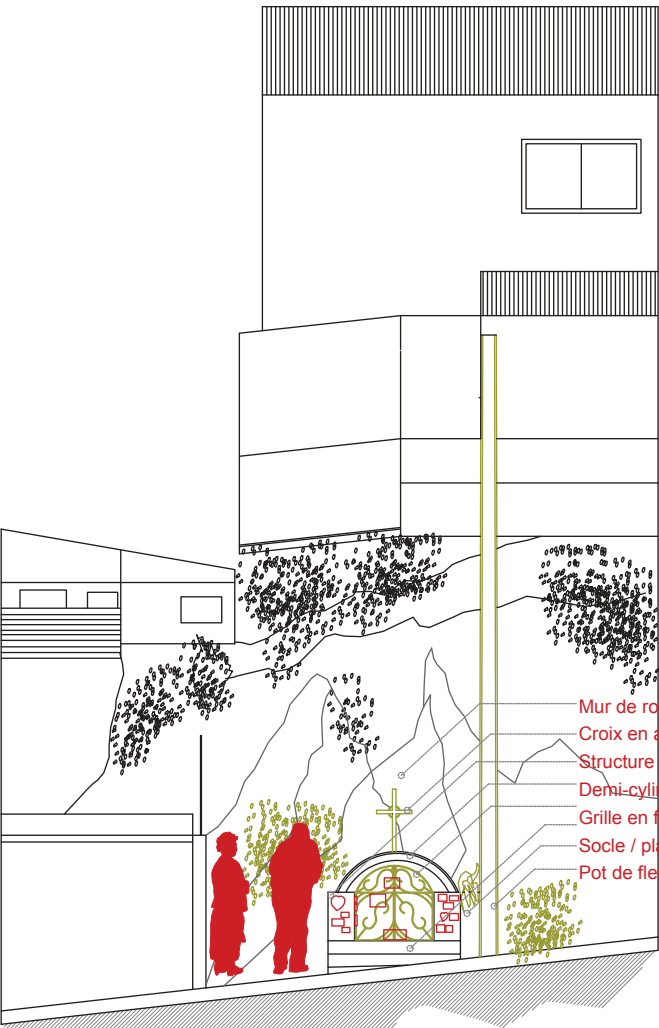 Mur de ro
Croix en a
Structure
Demi-cylin
Grille en f
Socle / pla
Pot de fle